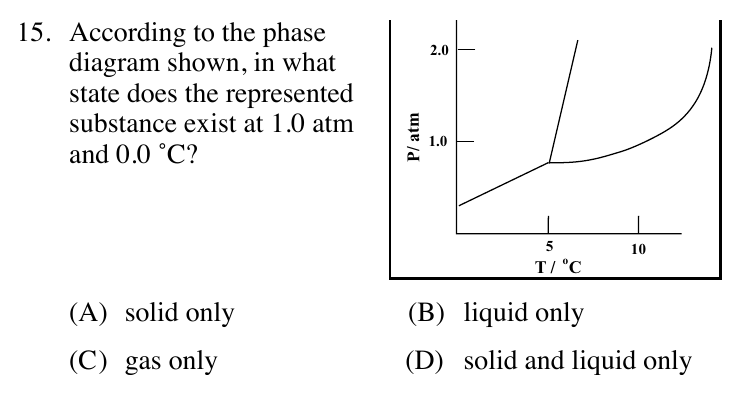 15. According to the phase
diagram shown, in what
state does the represented
substance exist at 1.0 atm
and 0.0 ˚C?
2.0
1.0
P/ atm
5
10
T / °C
(A) solid only
(B) liquid only
(C) gas only
(D) solid and liquid only